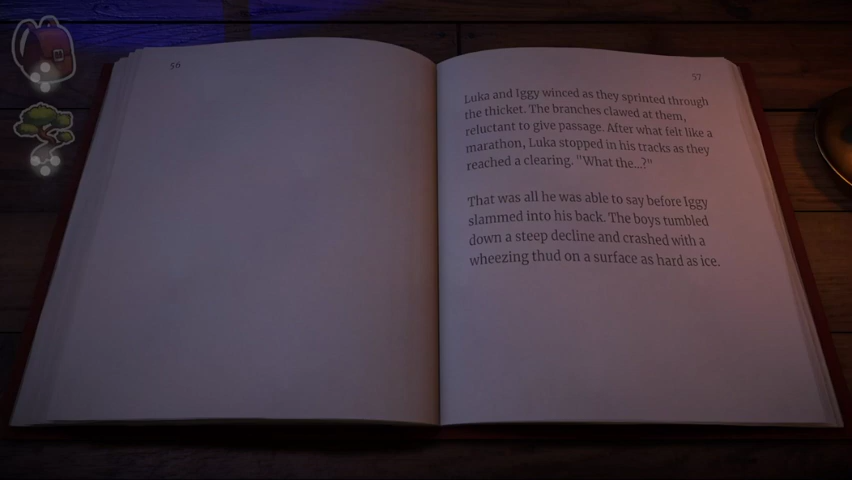 56
57
Luka and Iggy winced as they sprinted through
the thicket. The branches clawed at them,
reluctant to give passage. After what felt like a
marathon, Luka stopped in his tracks as they
reached a clearing. "What the...?"
That was all he was able to say before Iggy
slammed into his back. The boys tumbled
down a steep decline and crashed with a
wheezing thud on a surface as hard as ice.